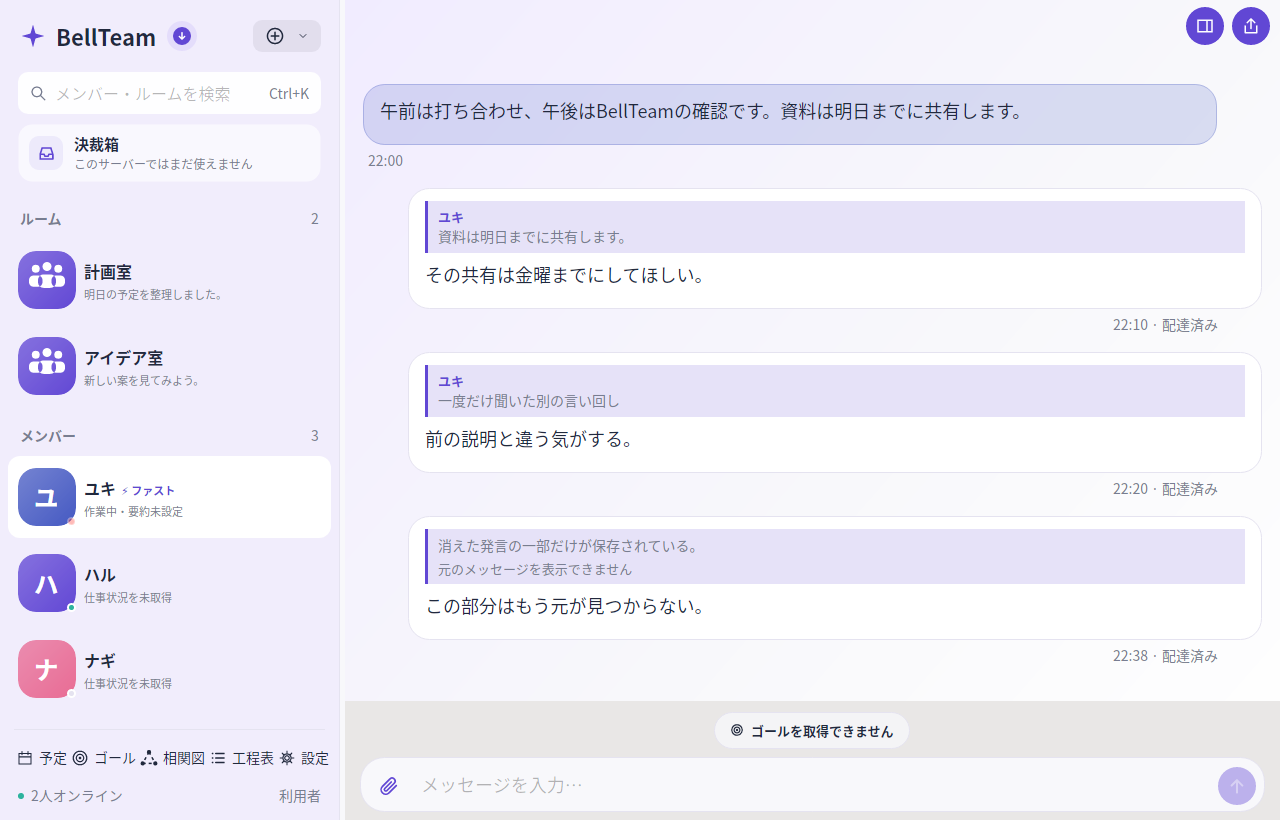 BellTeam
メンバー・ルームを検索 Ctrl+K
決裁箱
このサーバーではまだ使えません
ルーム 2
計画室
明日の予定を整理しました。
アイデア室
新しい案を見てみよう。
メンバー 3
ユ
ユキ ⚡ファスト
作業中・要約未設定
ハ
ハル
仕事状況を未取得
ナ
ナギ
仕事状況を未取得
予定 ゴール 相関図 工程表 設定
2人オンライン 利用者
午前は打ち合わせ、午後はBellTeamの確認です。資料は明日までに共有します。
22:00
ユキ
資料は明日までに共有します。
その共有は金曜までにしてほしい。
22:10 · 配達済み
ユキ
一度だけ聞いた別の言い回し
前の説明と違う気がする。
22:20 · 配達済み
消えた発言の一部だけが保存されている。
元のメッセージを表示できません
この部分はもう元が見つからない。
22:38 · 配達済み
ゴールを取得できません
メッセージを入力…